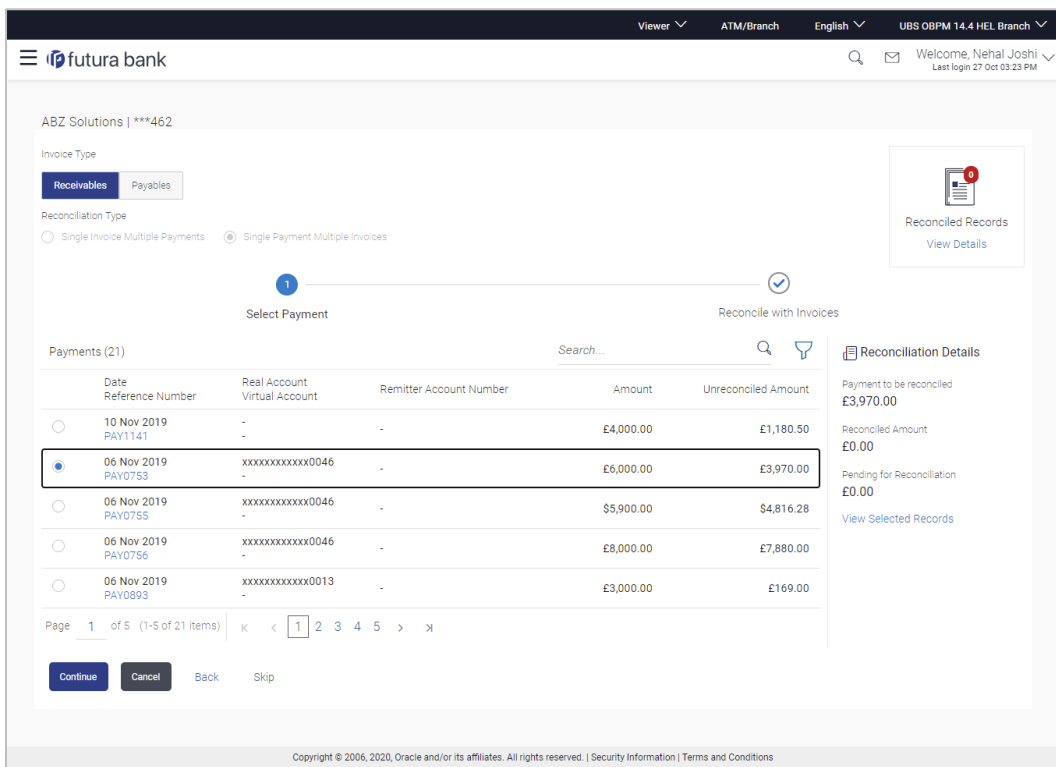 Viewer ATM/Branch English UBS OBPM 14.4 HEL Branch
futura bank
Welcome, Nehal Joshi
Last login 27 Oct 03:23 PM
ABZ Solutions | ***462
Invoice Type
Receivables Payables
Reconciliation Type
Single Invoice Multiple Payments Single Payment Multiple Invoices
0
Reconciled Records
View Details
1
Select Payment Reconcile with Invoices
Payments (21) Search...
Date Real Account Remitter Account Number Amount Unreconciled Amount
Reference Number Virtual Account
10 Nov 2019 - - £4,000.00 £1,180.50
PAY1141 -
06 Nov 2019 xxxxxxxxxxxx0046 - £6,000.00 £3,970.00
PAY0753 -
06 Nov 2019 xxxxxxxxxxxx0046 - $5,900.00 $4,816.28
PAY0755 -
06 Nov 2019 xxxxxxxxxxxx0046 - £8,000.00 £7,880.00
PAY0756 -
06 Nov 2019 xxxxxxxxxxxx0013 - £3,000.00 £169.00
PAY0893 -
Page 1 of 5 (1-5 of 21 items) 1 2 3 4 5
Reconciliation Details
Payment to be reconciled
£3,970.00
Reconciled Amount
£0.00
Pending for Reconciliation
£0.00
View Selected Records
Continue Cancel Back Skip
Copyright © 2006, 2020, Oracle and/or its affiliates. All rights reserved. | Security Information | Terms and Conditions